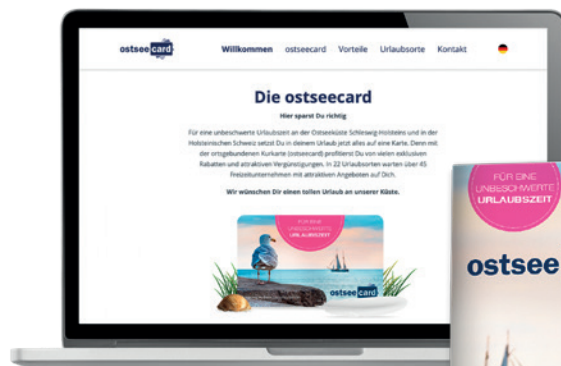 ostseecard
Willkommen ostseecard Vorteile Urlaubsorte Kontakt
Die ostseecard
Hier sparst Du richtig
Für eine unbeschwerte Urlaubszeit an der Ostseeküste Schleswig-Holsteins und in der
Holsteinischen Schweiz setzst Du in deinem Urlaub jetzt alles auf eine Karte. Denn mit
der ortsgebundenen Kurkarte (ostseecard) profitierst Du von vielen exklusiven
Rabatten und attraktiven Vergünstigungen. In 22 Urlaubsorten warten über 45
Freizeitunternehmen mit attraktiven Angeboten auf Dich.
Wir wünschen Dir einen tollen Urlaub an unserer Küste.
FÜR EINE
UNBESCHWERTE
URLAUBSZEIT
ostseecard
FÜR EINE
UNBESCHWERTE
URLAUBSZEIT
ostsee